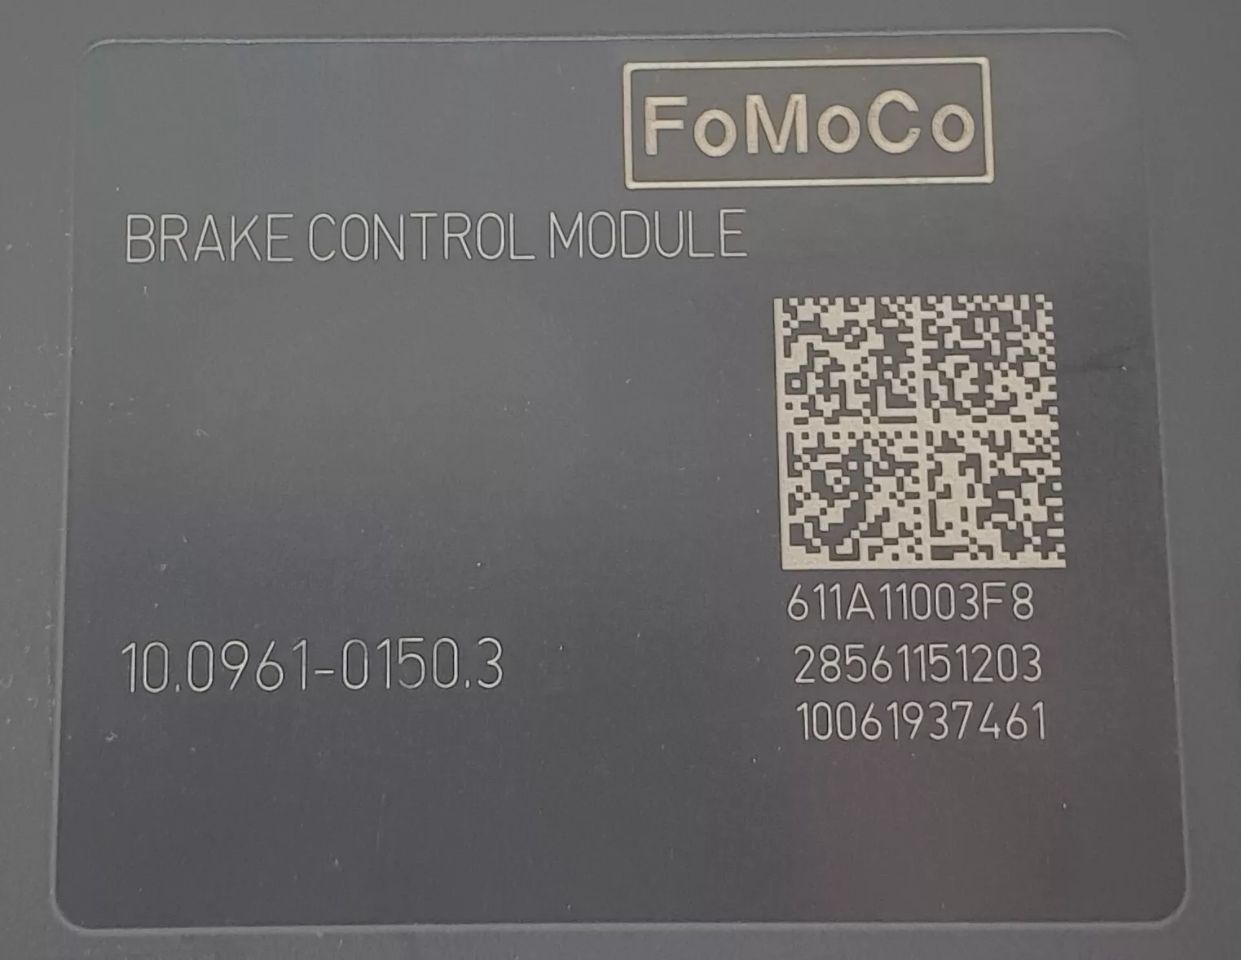 FoMoCo
BRAKE CONTROL MODULE
611A11003F8
10.0961-0150.3
28561151203
10061937461